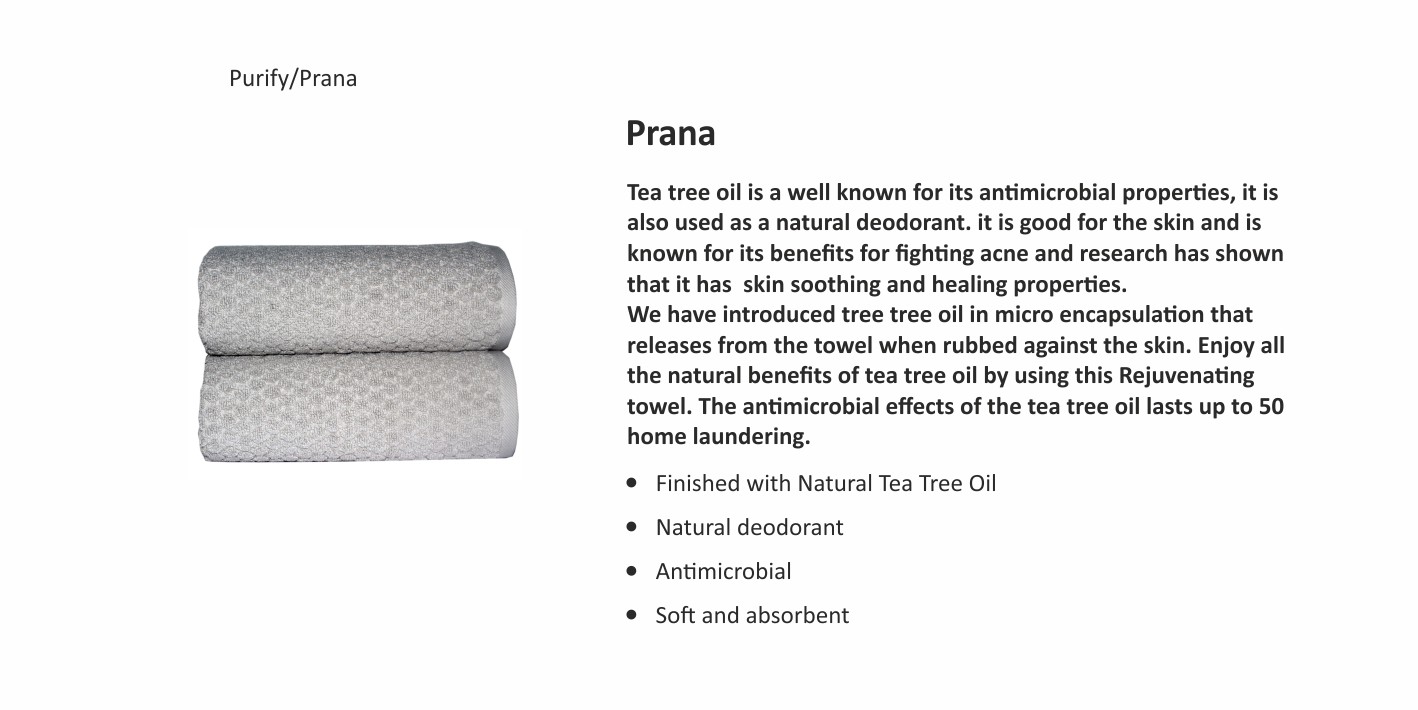 Purify/Prana
Prana
Tea tree oil is a well known for its antimicrobial properties, it is
also used as a natural deodorant. it is good for the skin and is
known for its benefits for fighting acne and research has shown
that it has  skin soothing and healing properties.
We have introduced tree tree oil in micro encapsulation that
releases from the towel when rubbed against the skin. Enjoy all
the natural benefits of tea tree oil by using this Rejuvenating
towel. The antimicrobial effects of the tea tree oil lasts up to 50
home laundering.
• Finished with Natural Tea Tree Oil
• Natural deodorant
• Antimicrobial
• Soft and absorbent